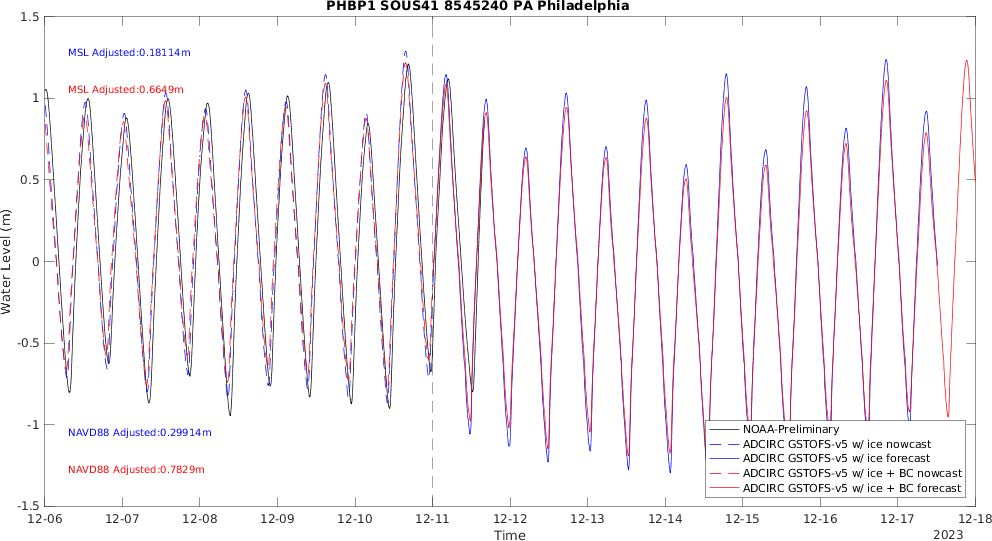 PHBP1 SOUS41 8545240 PA Philadelphia
1.5
MSL Adjusted:0.18114m
MSL Adjusted:0.6649m
1
0.5
0
Water Level (m)
-0.5
-1
NAVD88 Adjusted:0.29914m
NAVD88 Adjusted:0.7829m
-1.5
NOAA-Preliminary
ADCIRC GSTOFS-v5 w/ ice nowcast
ADCIRC GSTOFS-v5 w/ ice forecast
ADCIRC GSTOFS-v5 w/ ice + BC nowcast
ADCIRC GSTOFS-v5 w/ ice + BC forecast
12-06 12-07 12-08 12-09 12-10 12-11 12-12 12-13 12-14 12-15 12-16 12-17 12-18
Time
2023